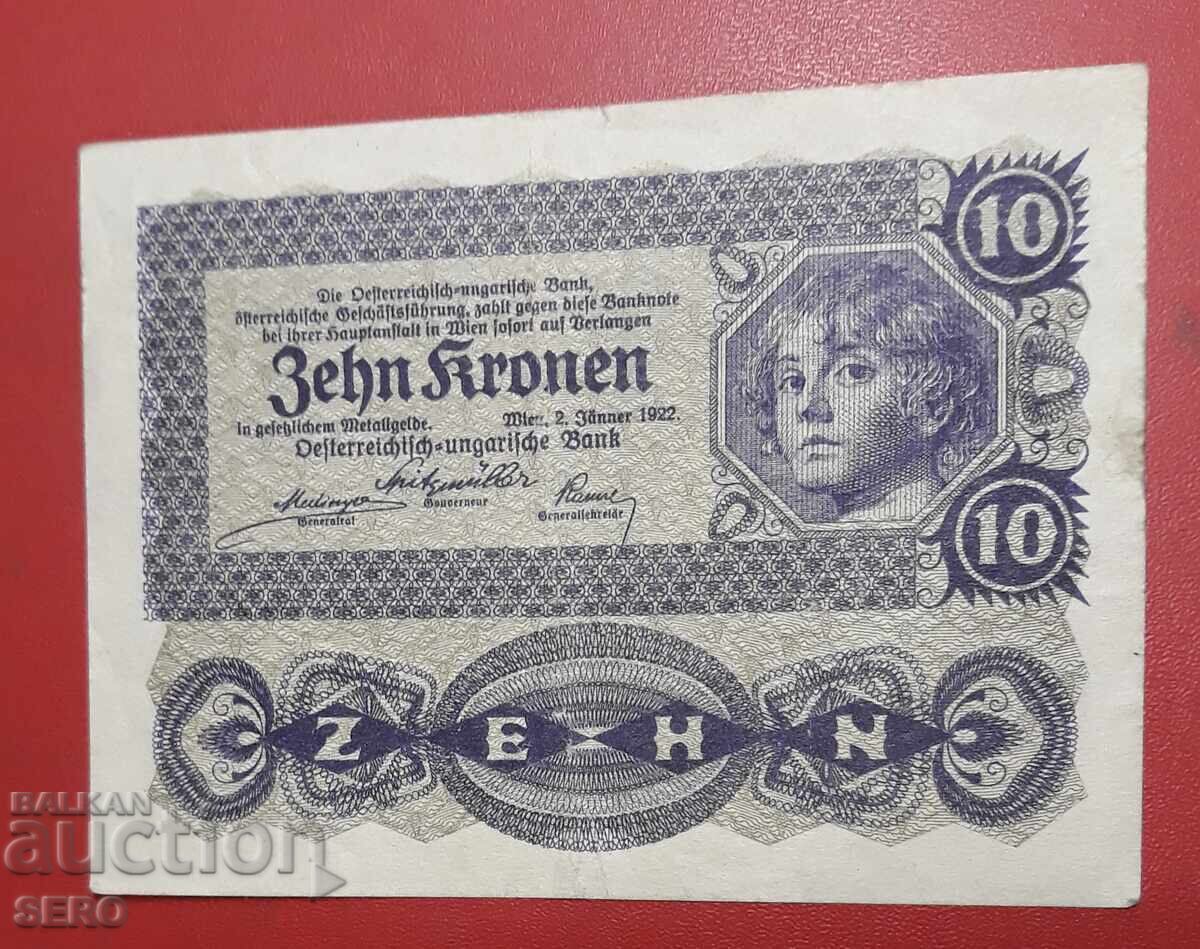 10
Die Oesterreichisch-ungarische Bank,
österreichische Geschäftsführung, zahlt gegen diese Banknote
bei ihrer Hauptanstalt in Wien sofort auf Verlangen
Zehn Kronen
in gesetzlichem Metallgelde. Wien, 2. Jänner 1922.
Oesterreichisch-ungarische Bank
Spitzmüller
Generalrat Gouverneur Generalsekretär
10
ZEHN
BALKAN
auction
SERO